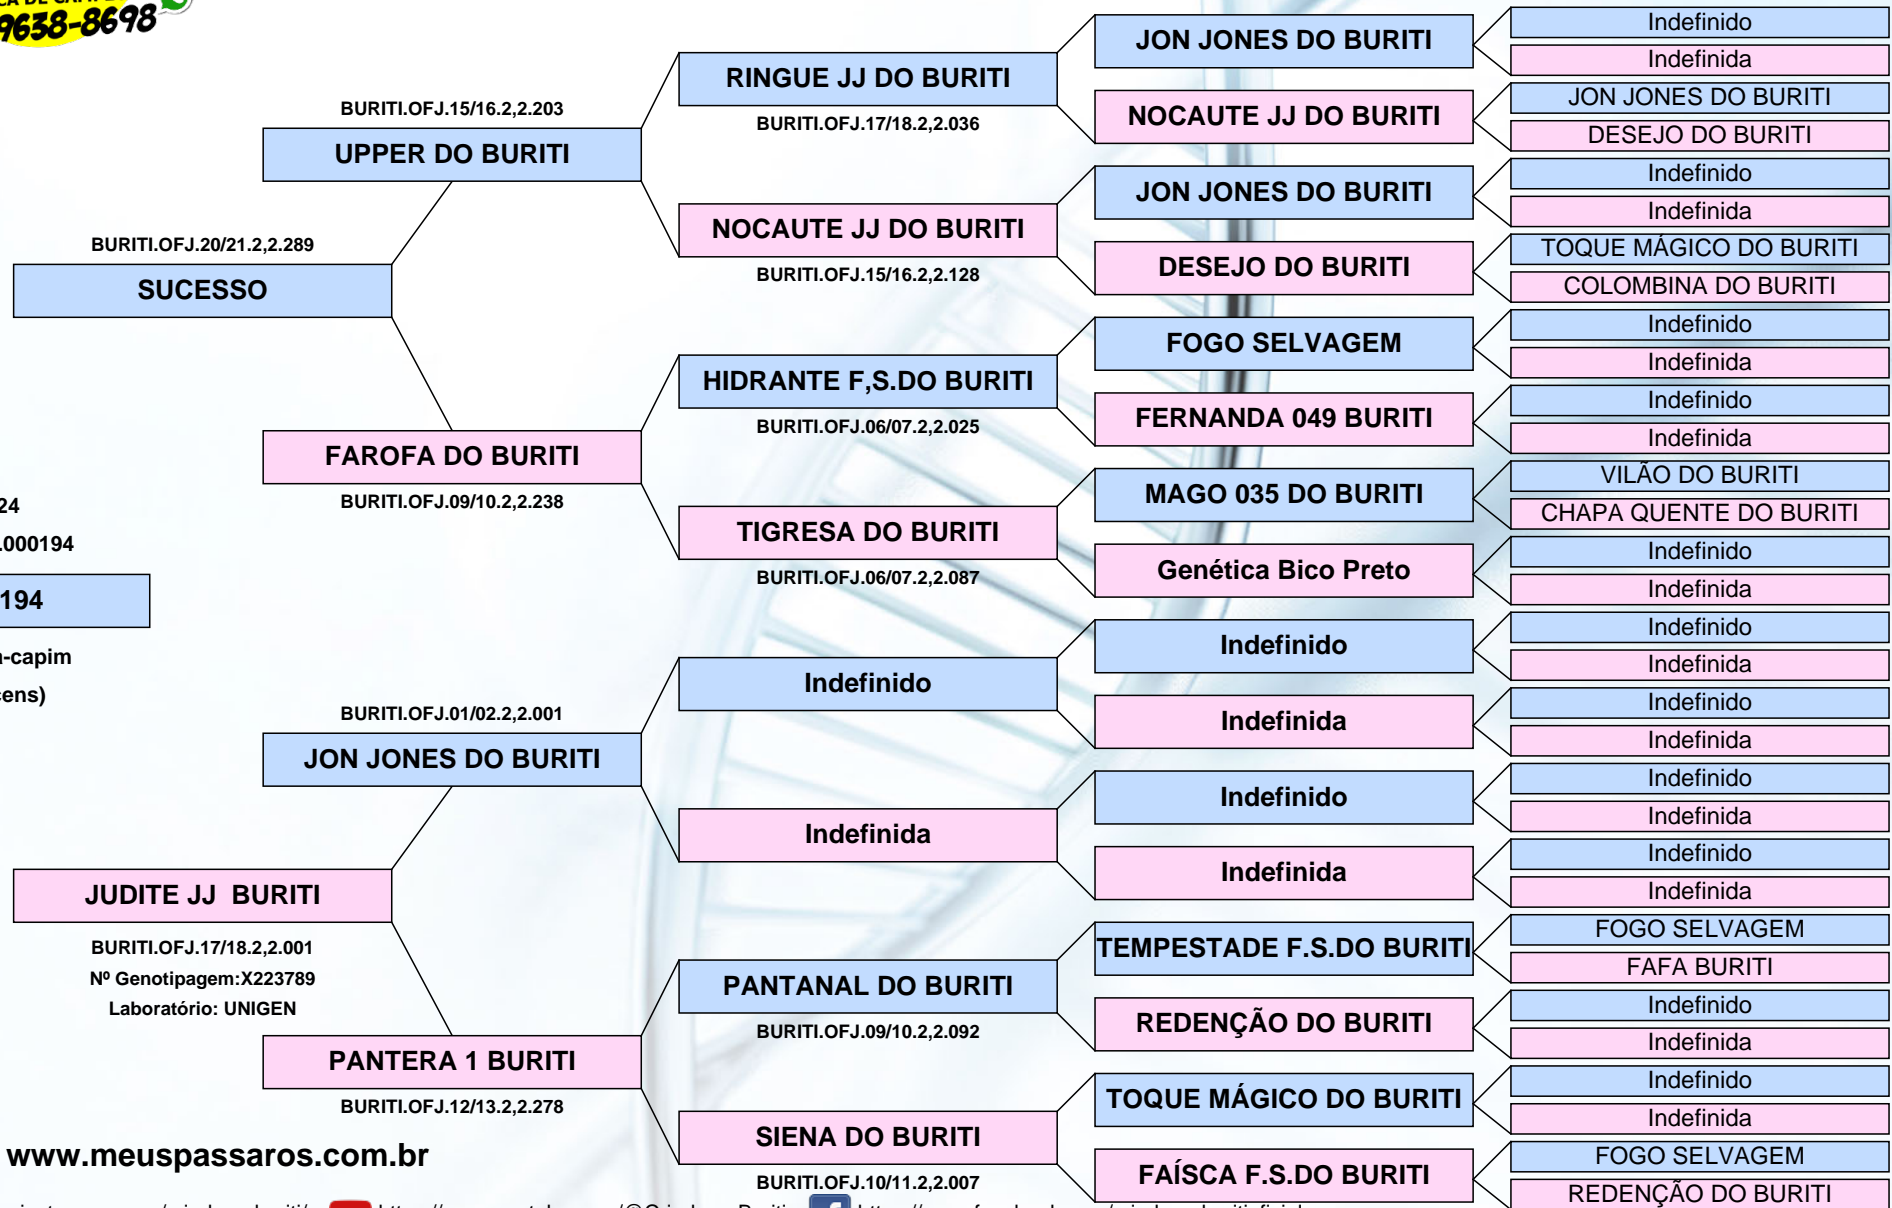 9638-8698
24
.000194
194
a-capim
cens)
BURITI.OFJ.20/21.2,2.289
SUCESSO
JUDITE JJ BURITI
BURITI.OFJ.17/18.2,2.001
Nº Genotipagem:X223789
Laboratório: UNIGEN
BURITI.OFJ.15/16.2,2.203
UPPER DO BURITI
FAROFA DO BURITI
BURITI.OFJ.09/10.2,2.238
BURITI.OFJ.01/02.2,2.001
JON JONES DO BURITI
PANTERA 1 BURITI
BURITI.OFJ.12/13.2,2.278
RINGUE JJ DO BURITI
BURITI.OFJ.17/18.2,2.036
NOCAUTE JJ DO BURITI
BURITI.OFJ.15/16.2,2.128
HIDRANTE F,S.DO BURITI
BURITI.OFJ.06/07.2,2.025
TIGRESA DO BURITI
BURITI.OFJ.06/07.2,2.087
Indefinido
Indefinida
PANTANAL DO BURITI
BURITI.OFJ.09/10.2,2.092
SIENA DO BURITI
BURITI.OFJ.10/11.2,2.007
JON JONES DO BURITI
NOCAUTE JJ DO BURITI
JON JONES DO BURITI
DESEJO DO BURITI
FOGO SELVAGEM
FERNANDA 049 BURITI
MAGO 035 DO BURITI
Genética Bico Preto
Indefinido
Indefinida
Indefinido
Indefinida
TEMPESTADE F.S.DO BURITI
REDENÇÃO DO BURITI
TOQUE MÁGICO DO BURITI
FAÍSCA F.S.DO BURITI
Indefinido
Indefinida
JON JONES DO BURITI
DESEJO DO BURITI
Indefinido
Indefinida
TOQUE MÁGICO DO BURITI
COLOMBINA DO BURITI
Indefinido
Indefinida
Indefinido
Indefinida
VILÃO DO BURITI
CHAPA QUENTE DO BURITI
Indefinido
Indefinida
Indefinido
Indefinida
Indefinido
Indefinida
Indefinido
Indefinida
Indefinido
Indefinida
FOGO SELVAGEM
FAFA BURITI
Indefinido
Indefinida
Indefinido
Indefinida
FOGO SELVAGEM
REDENÇÃO DO BURITI
www.meuspassaros.com.br